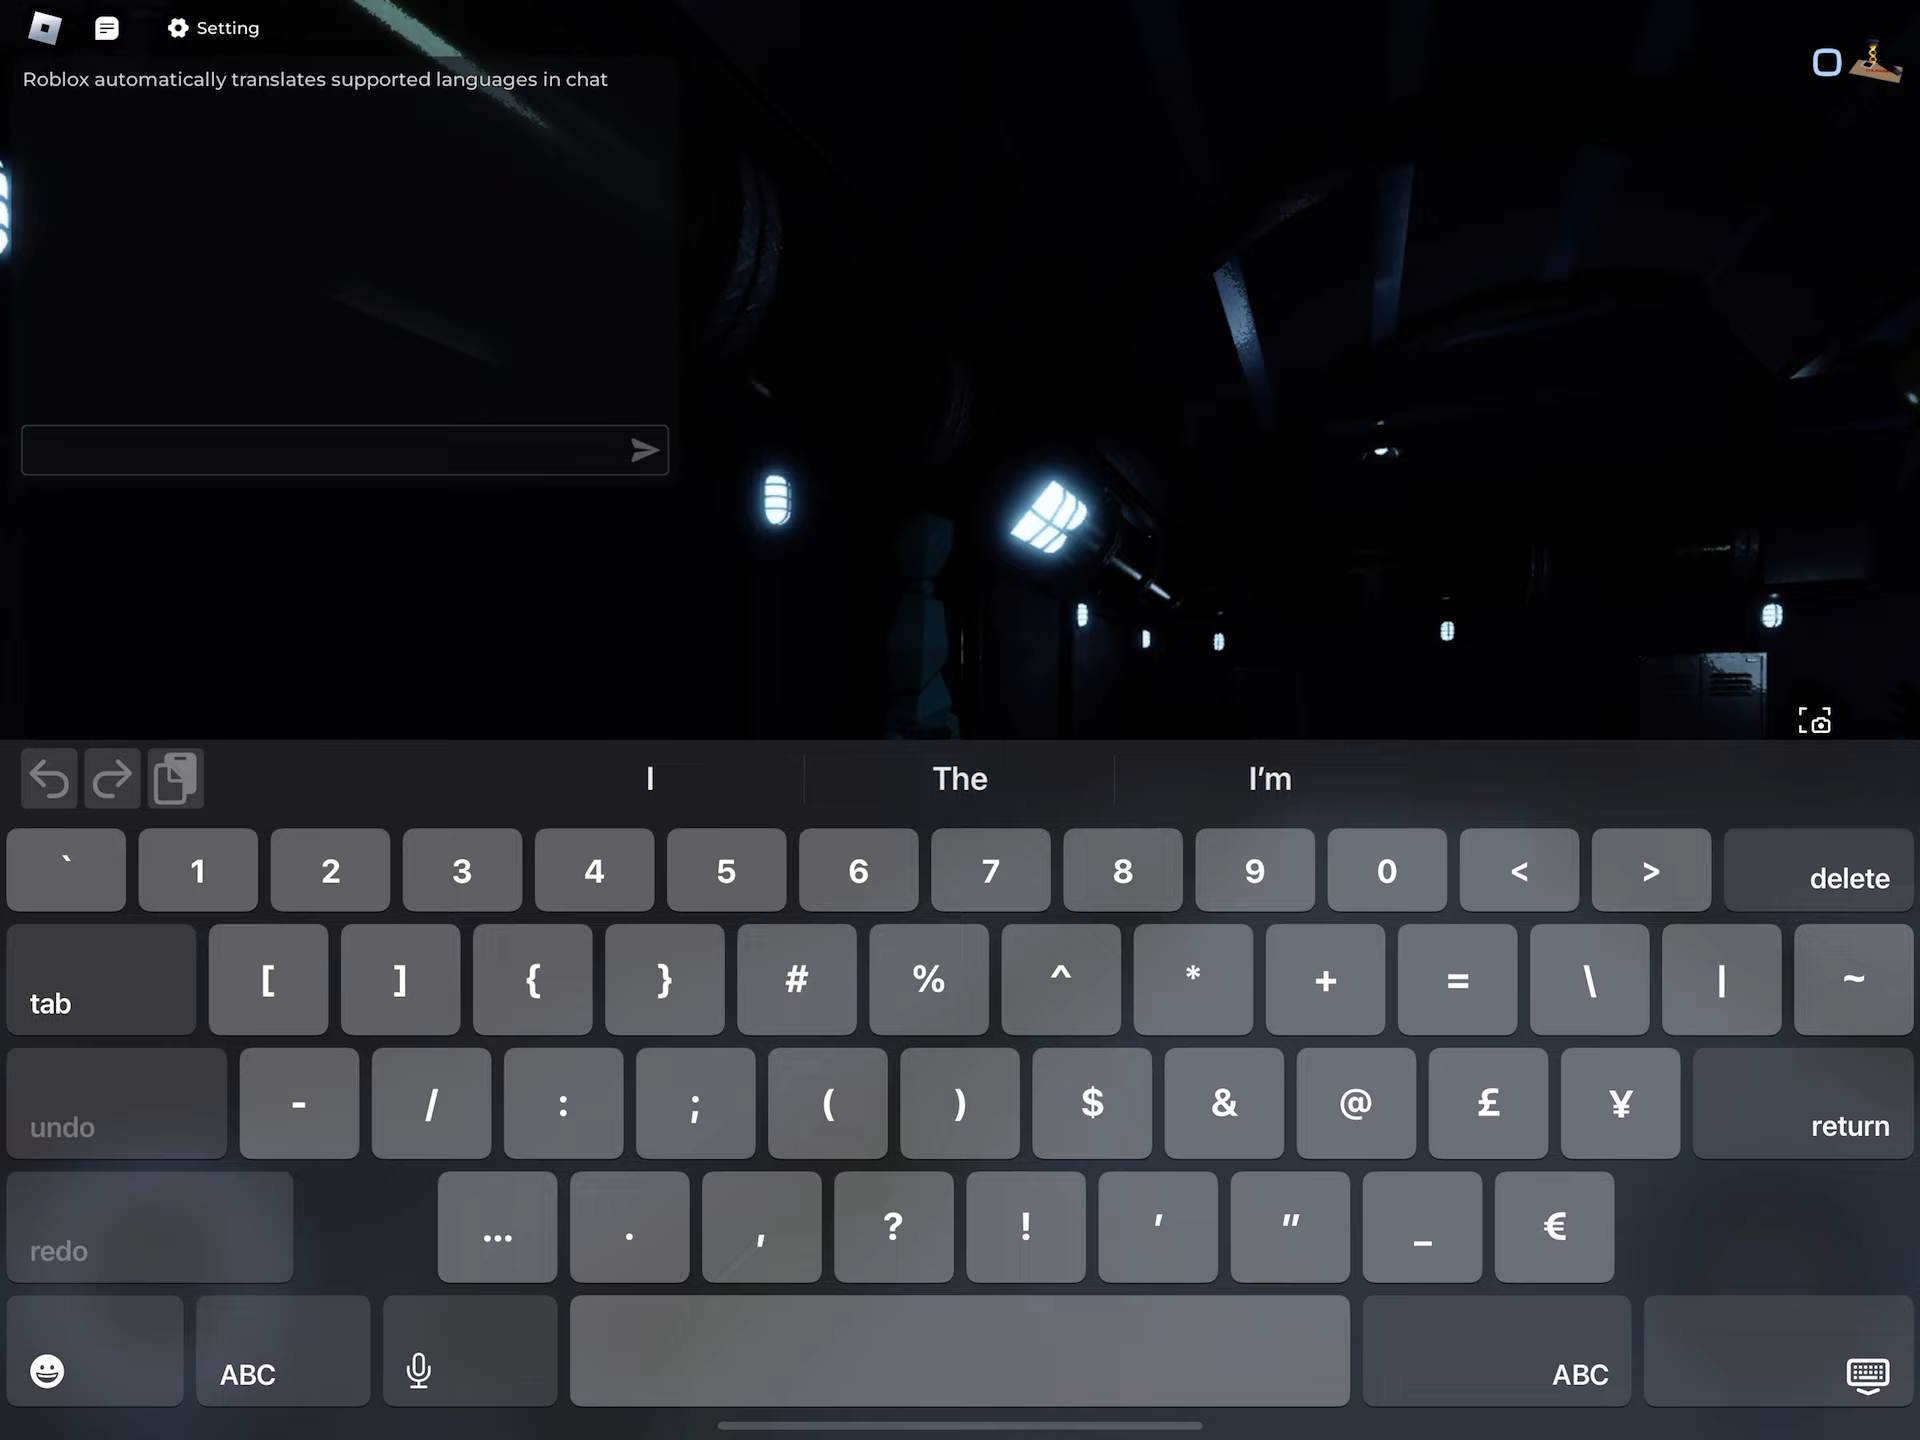 Setting
Roblox automatically translates supported languages in chat
I The I’m
` 1 2 3 4 5 6 7 8 9 0 < > delete
tab [ ] { } # % ^ * + = \ | ~
undo - / : ; ( ) $ & @ £ ¥ return
redo … . , ? ! ' " _ €
ABC ABC